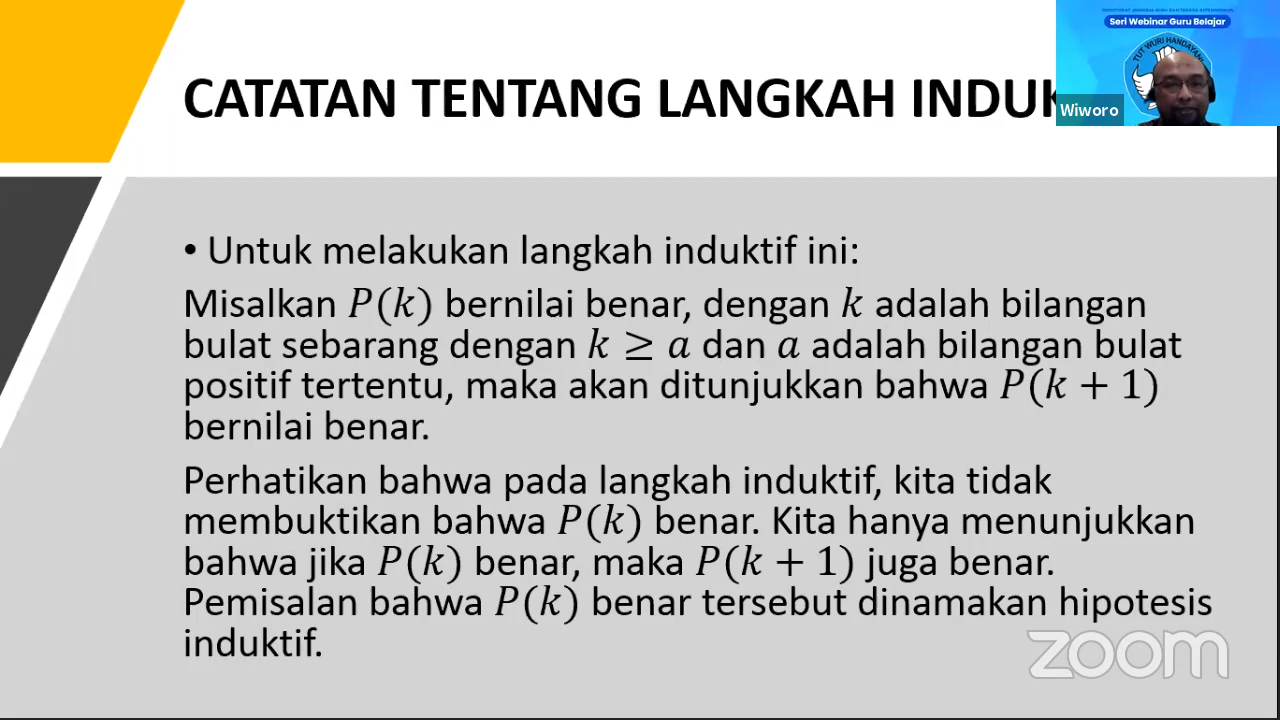 Seri Webinar Guru Belajar
TUT WURI HANDAYANI
Wiworo
CATATAN TENTANG LANGKAH INDUK
• Untuk melakukan langkah induktif ini:
Misalkan P(k) bernilai benar, dengan k adalah bilangan
bulat sebarang dengan k ≥ a dan a adalah bilangan bulat
positif tertentu, maka akan ditunjukkan bahwa P(k + 1)
bernilai benar.
Perhatikan bahwa pada langkah induktif, kita tidak
membuktikan bahwa P(k) benar. Kita hanya menunjukkan
bahwa jika P(k) benar, maka P(k + 1) juga benar.
Pemisalan bahwa P(k) benar tersebut dinamakan hipotesis
induktif.
zoom